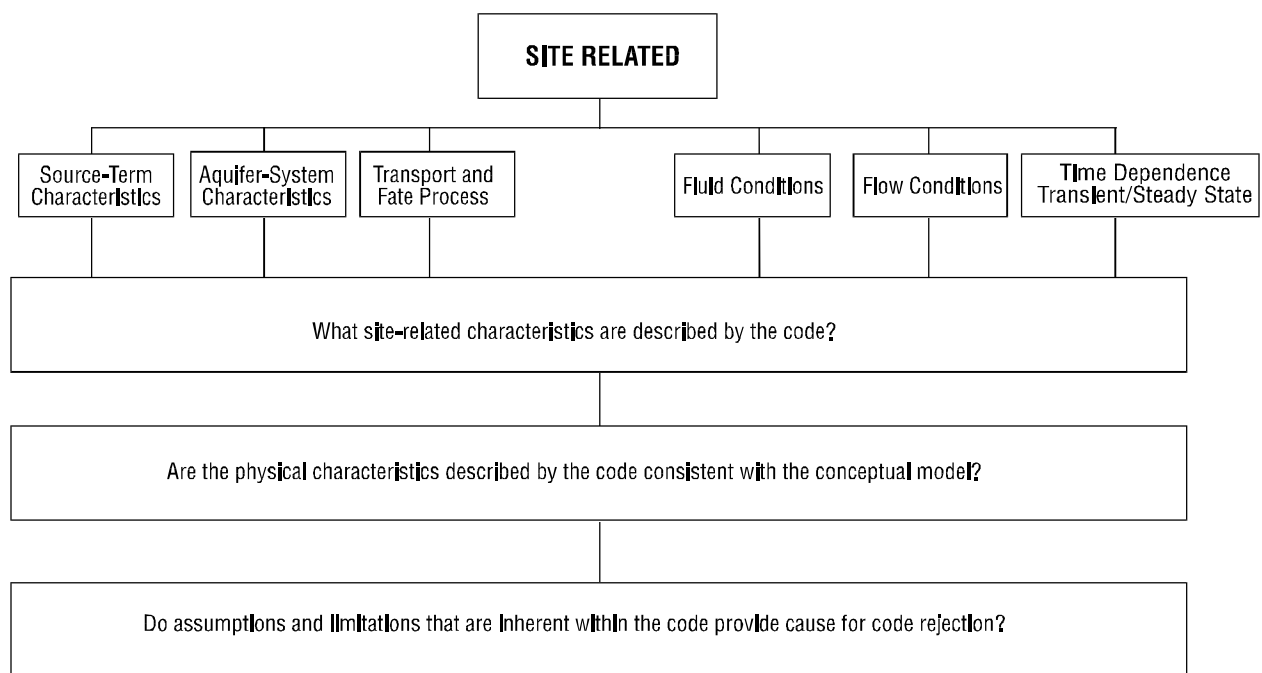 SITE RELATED
Source-Term
Characteristics
Aquifer-System
Characteristics
Transport and
Fate Process
Fluid Conditions
Flow Conditions
Time Dependence
Transient/Steady State
What site-related characteristics are described by the code?
Are the physical characteristics described by the code consistent with the conceptual model?
Do assumptions and limitations that are inherent within the code provide cause for code rejection?